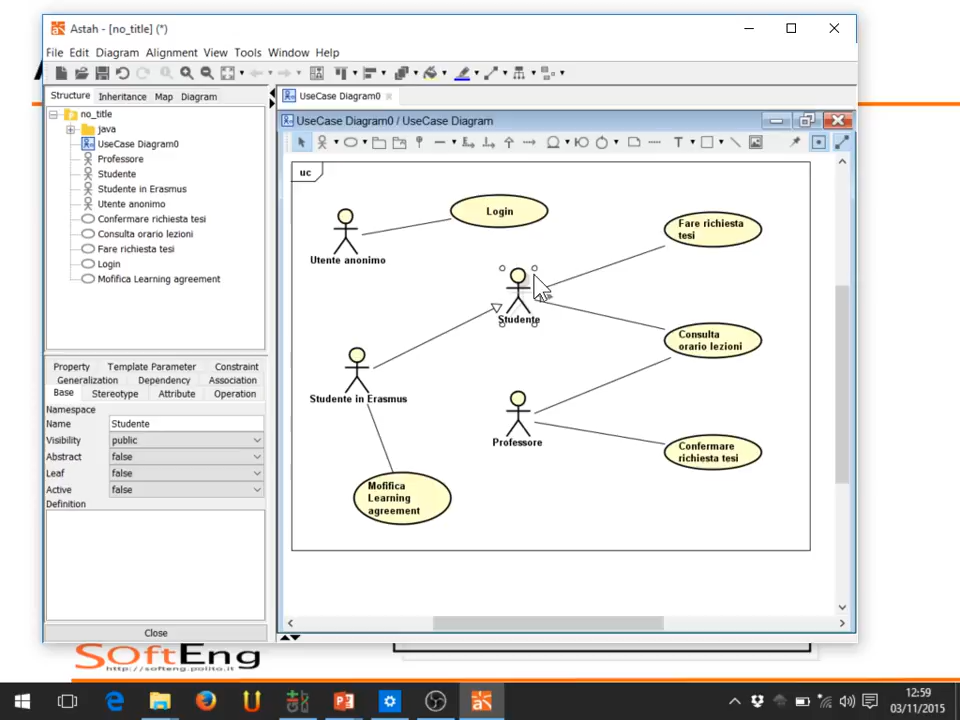 Astah - [no_title] (*)
File Edit Diagram Alignment View Tools Window Help
Structure Inheritance Map Diagram
UseCase Diagram0
no_title
java
UseCase Diagram0
Professore
Studente
Studente in Erasmus
Utente anonimo
Confermare richiesta tesi
Consulta orario lezioni
Fare richiesta tesi
Login
Mofifica Learning agreement
UseCase Diagram0 / UseCase Diagram
T
uc
Login
Fare richiesta
tesi
Utente anonimo
Studente
Consulta
orario lezioni
Studente in Erasmus
Professore
Confermare
richiesta tesi
Mofifica
Learning
agreement
Property Template Parameter Constraint
Generalization Dependency Association
Base Stereotype Attribute Operation
Namespace
Name Studente
Visibility public
Abstract false
Leaf false
Active false
Definition
Close
SOftEng
http://softeng.polito.it
12:59
03/11/2015